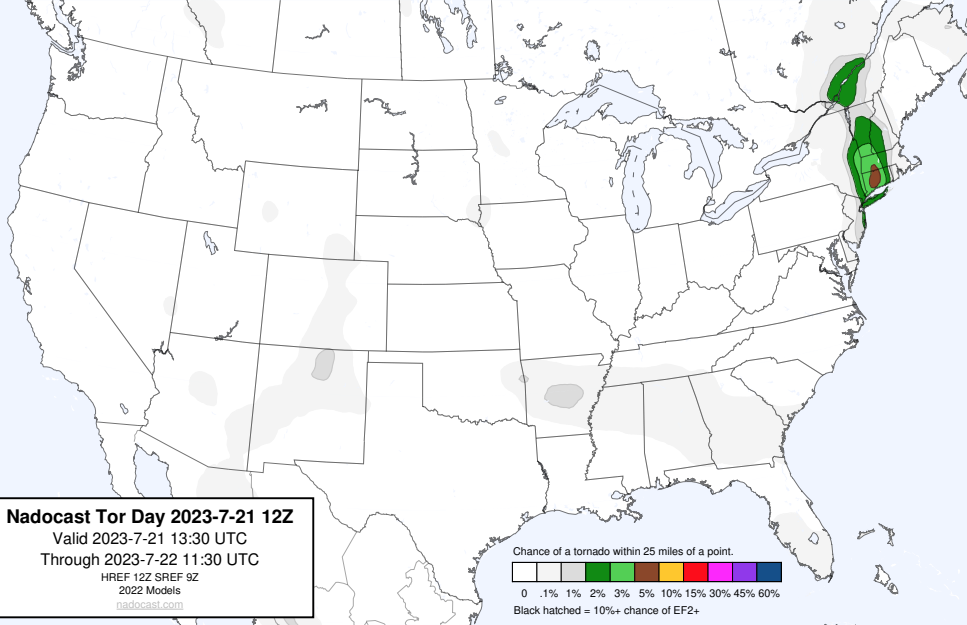 Nadocast Tor Day 2023-7-21 12Z
Valid 2023-7-21 13:30 UTC
Through 2023-7-22 11:30 UTC
HREF 12Z SREF 9Z
2022 Models
nadocast.com
Chance of a tornado within 25 miles of a point.
0 .1% 1% 2% 3% 5% 10% 15% 30% 45% 60%
Black hatched = 10%+ chance of EF2+